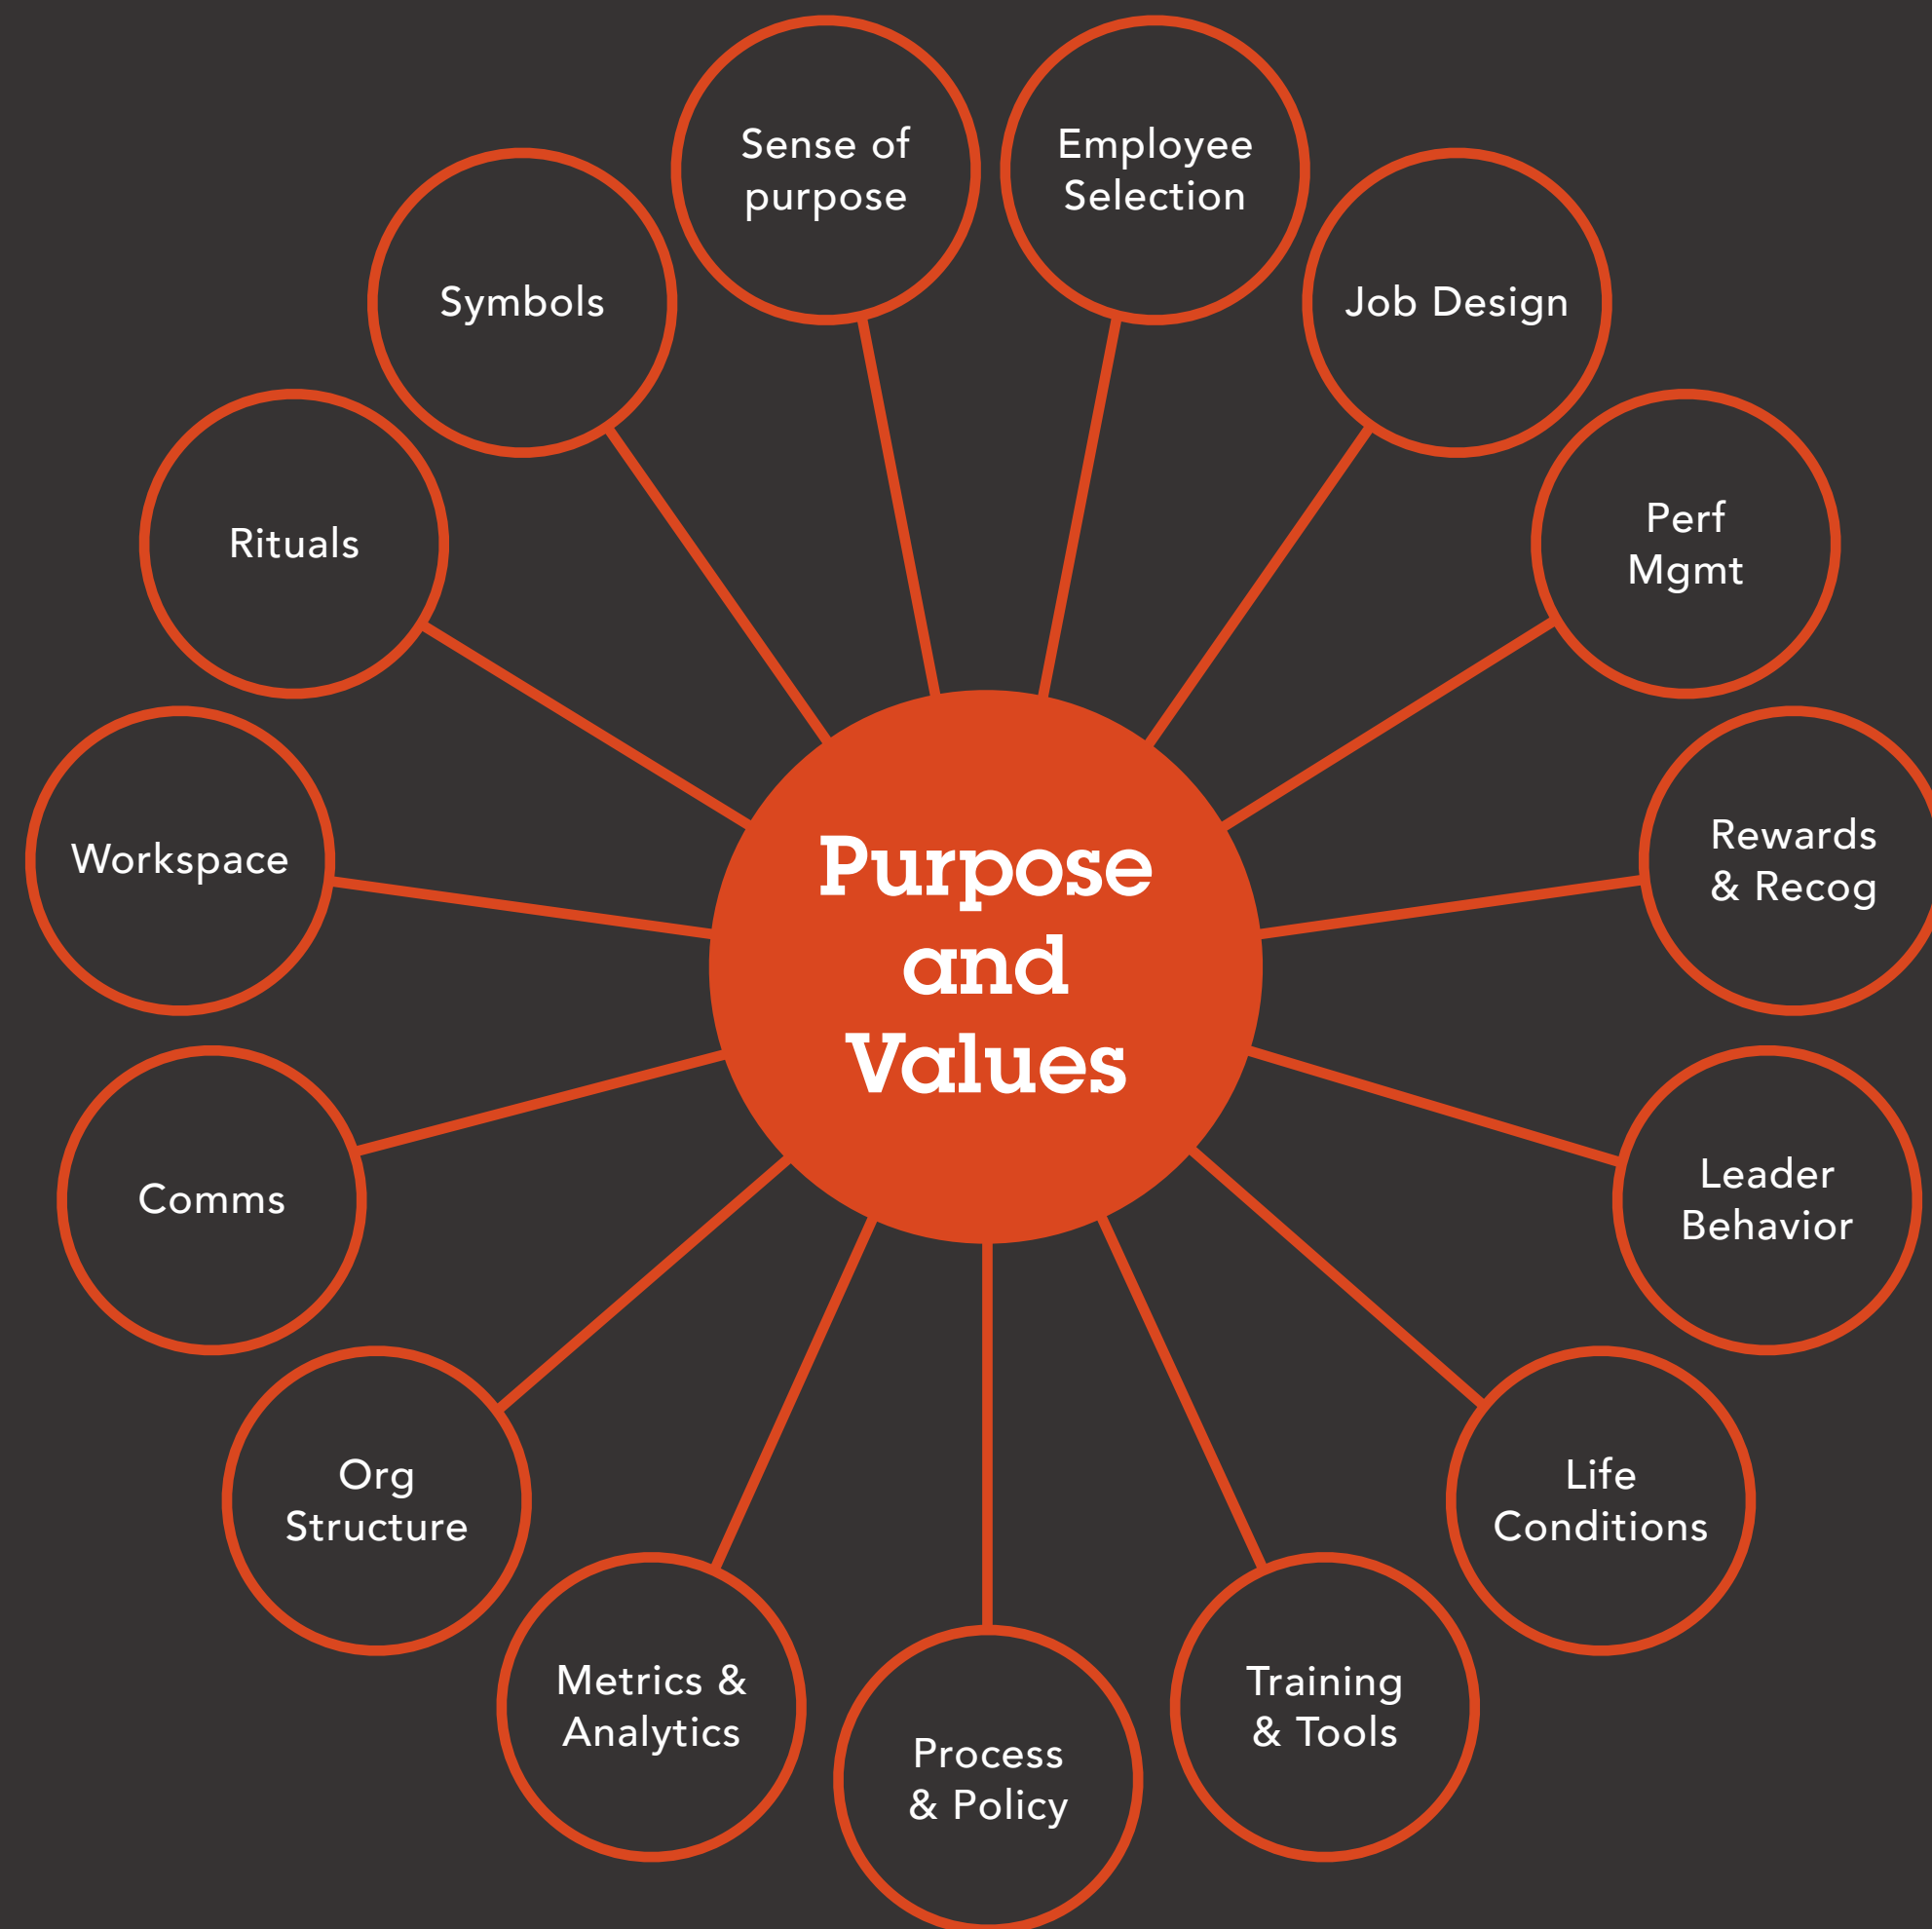 Sense of
purpose
Employee
Selection
Job Design
Perf
Mgmt
Rewards
& Recog
Leader
Behavior
Life
Conditions
Training
& Tools
Process
& Policy
Metrics &
Analytics
Org
Structure
Comms
Workspace
Rituals
Symbols
Purpose
and
Values